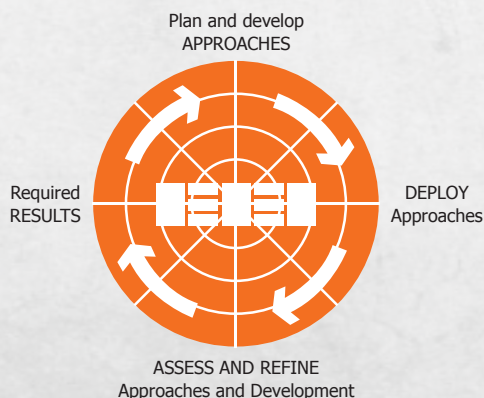 Plan and develop
APPROACHES
Required
RESULTS
DEPLOY
Approaches
ASSESS AND REFINE
Approaches and Development